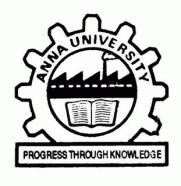 ANNA UNIVERSITY
PROGRESS THROUGH KNOWLEDGE